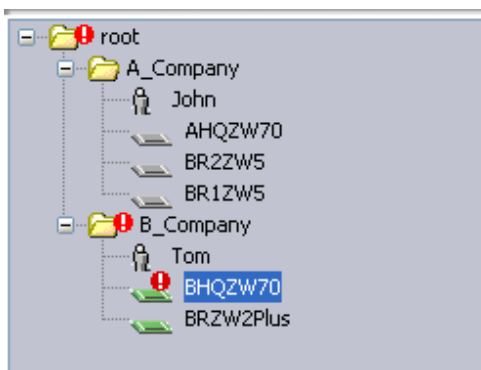 root
A_Company
John
AHQZW70
BR2ZW5
BR1ZW5
B_Company
Tom
BHQZW70
BRZW2Plus